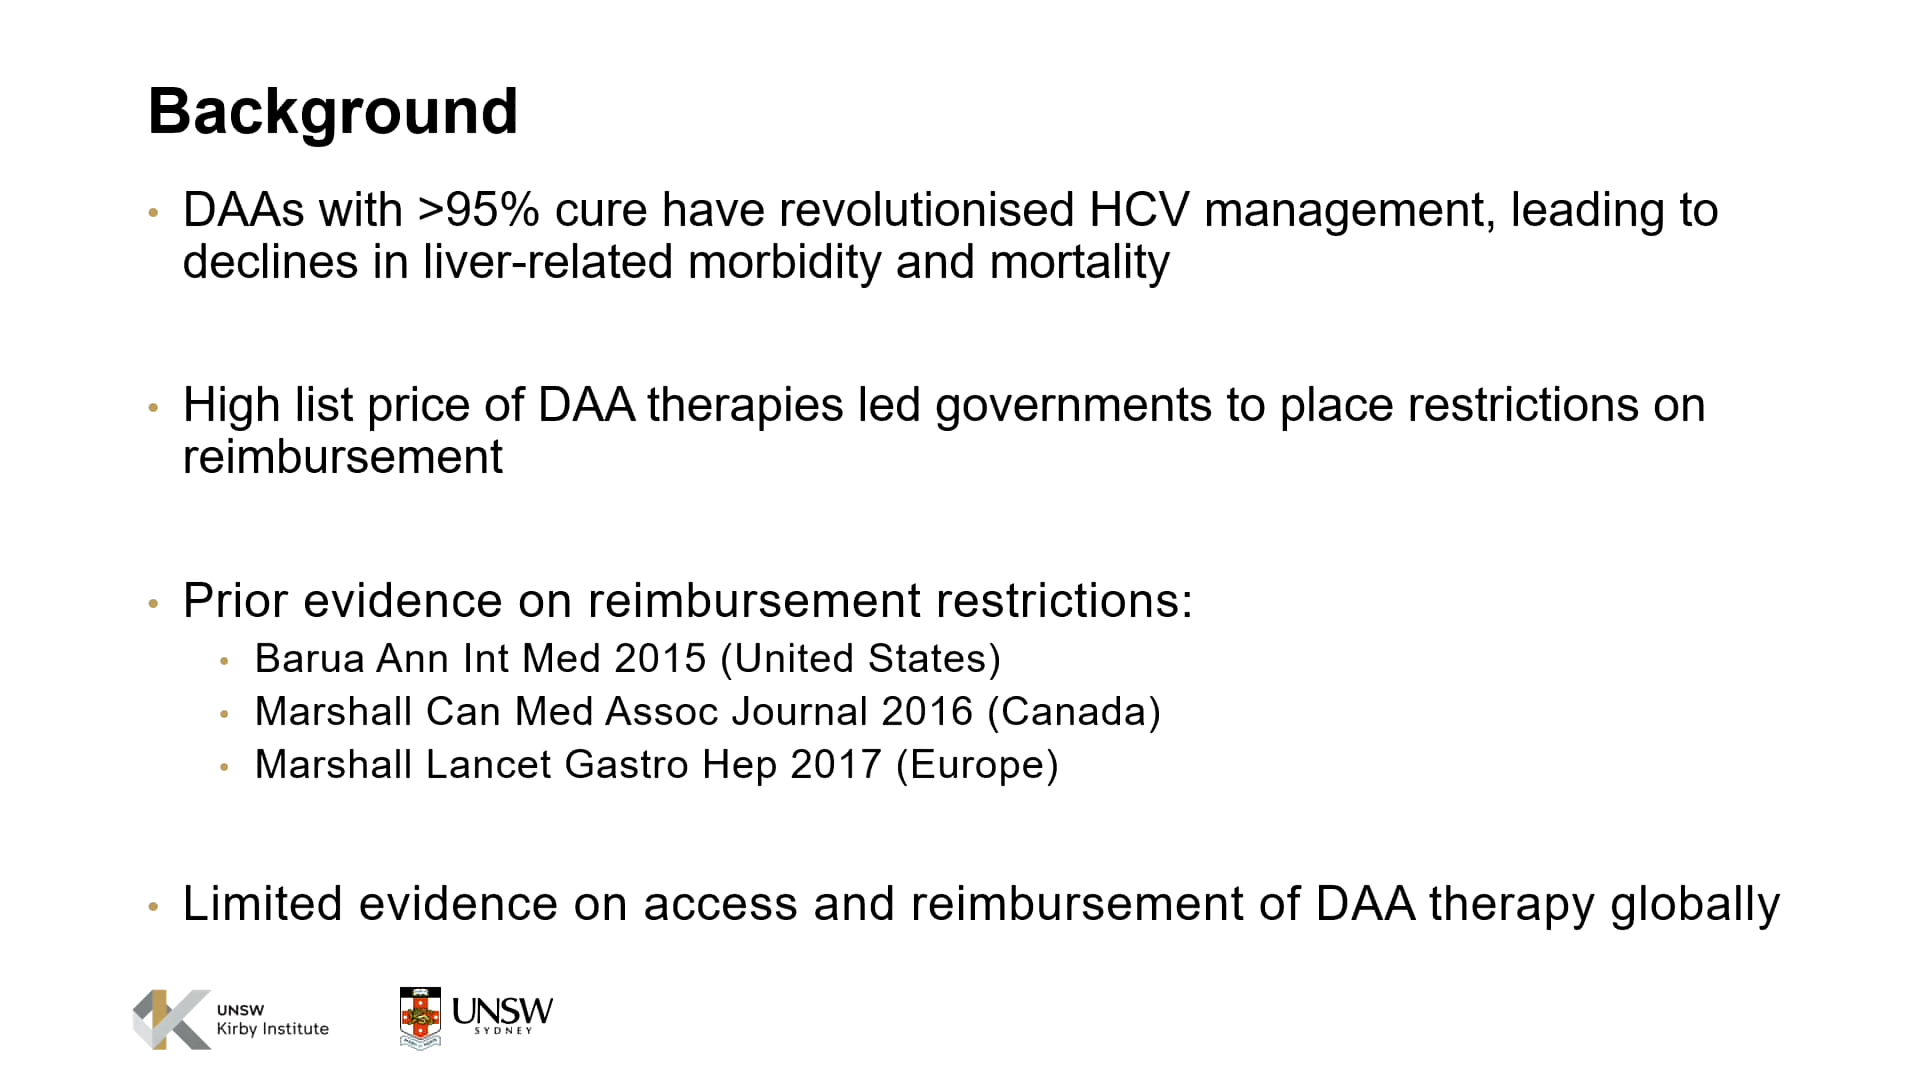 Background
• DAAs with >95% cure have revolutionised HCV management, leading to
declines in liver-related morbidity and mortality
• High list price of DAA therapies led governments to place restrictions on
reimbursement
• Prior evidence on reimbursement restrictions:
• Barua Ann Int Med 2015 (United States)
• Marshall Can Med Assoc Journal 2016 (Canada)
• Marshall Lancet Gastro Hep 2017 (Europe)
• Limited evidence on access and reimbursement of DAA therapy globally
UNSW
Kirby Institute
UNSW
SYDNEY